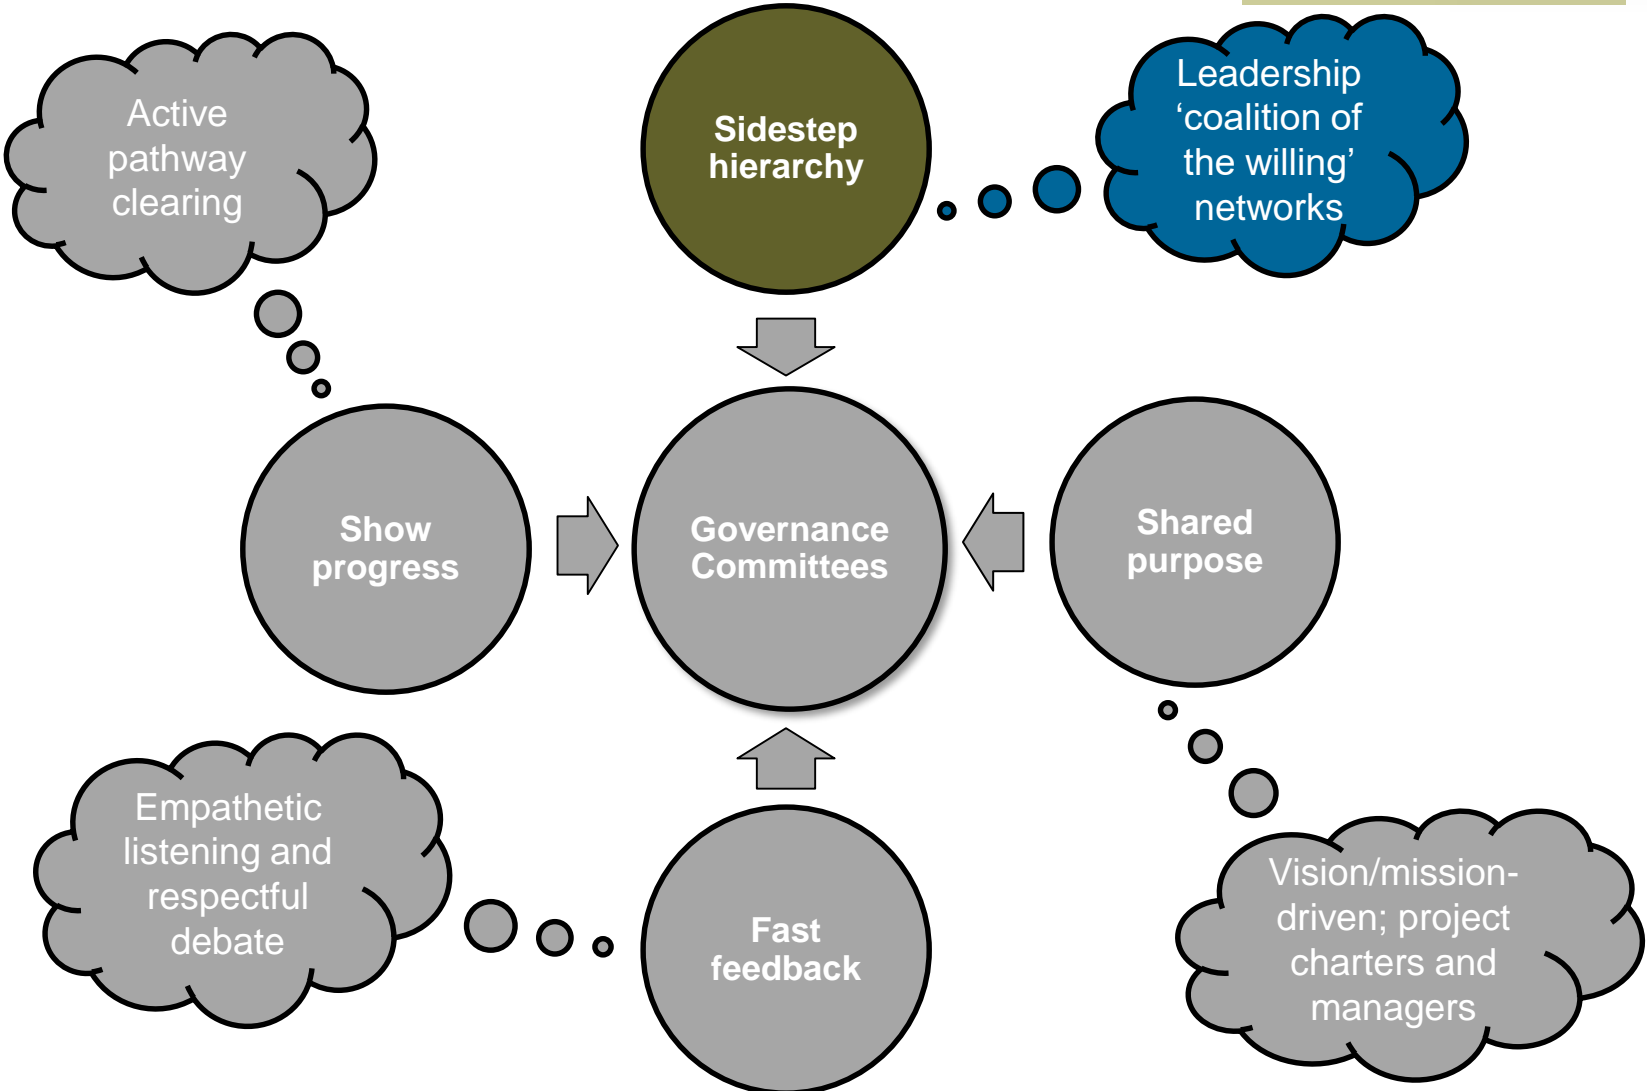 Active
pathway
clearing
Sidestep
hierarchy
Leadership
‘coalition of
the willing’
networks
Show
progress
Governance
Committees
Shared
purpose
Empathetic
listening and
respectful
debate
Fast
feedback
Vision/mission-
driven; project
charters and
managers